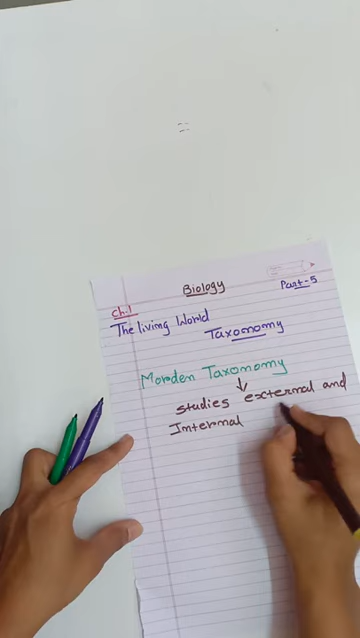 Biology
Part-5
Ch.1
The living World
Taxonomy
Morden Taxonomy
studies external and
Internal